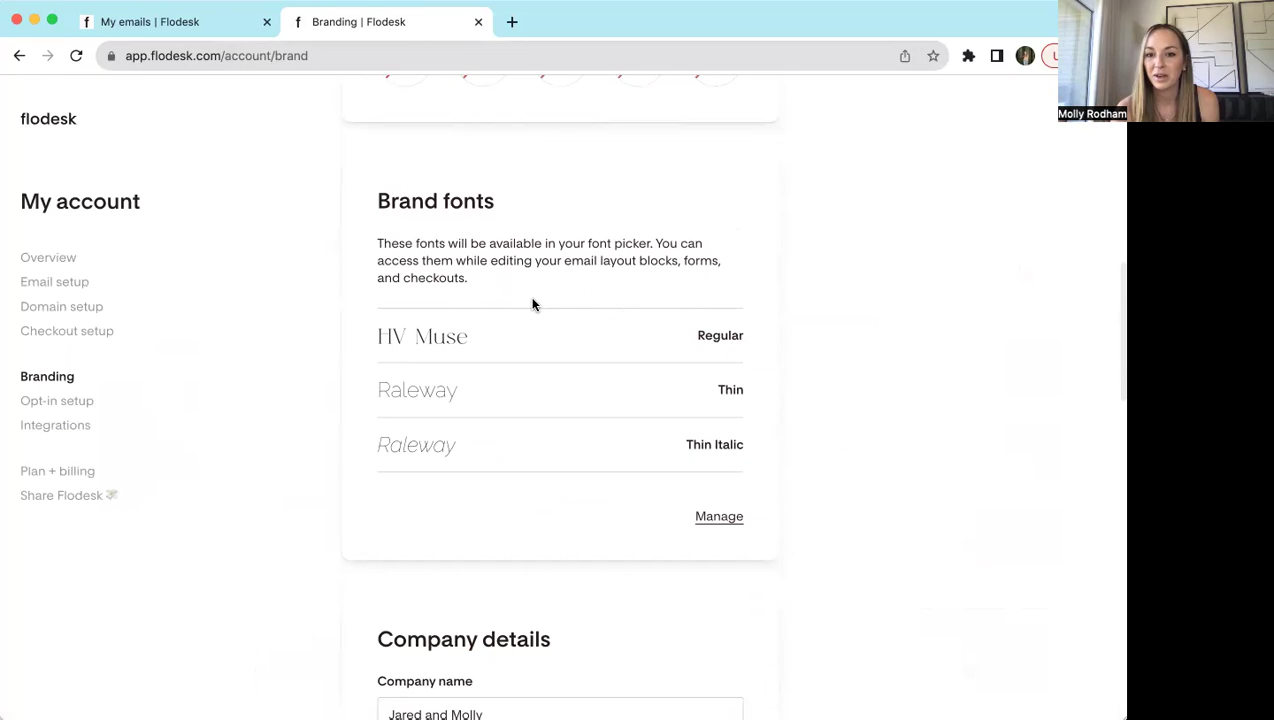 My emails | Flodesk
Branding | Flodesk
app.flodesk.com/account/brand
Molly Rodham
flodesk
My account
Overview
Email setup
Domain setup
Checkout setup
Branding
Opt-in setup
Integrations
Plan + billing
Share Flodesk
Brand fonts
These fonts will be available in your font picker. You can
access them while editing your email layout blocks, forms,
and checkouts.
HV Muse Regular
Raleway Thin
Raleway Thin Italic
Manage
Company details
Company name
Jared and Molly